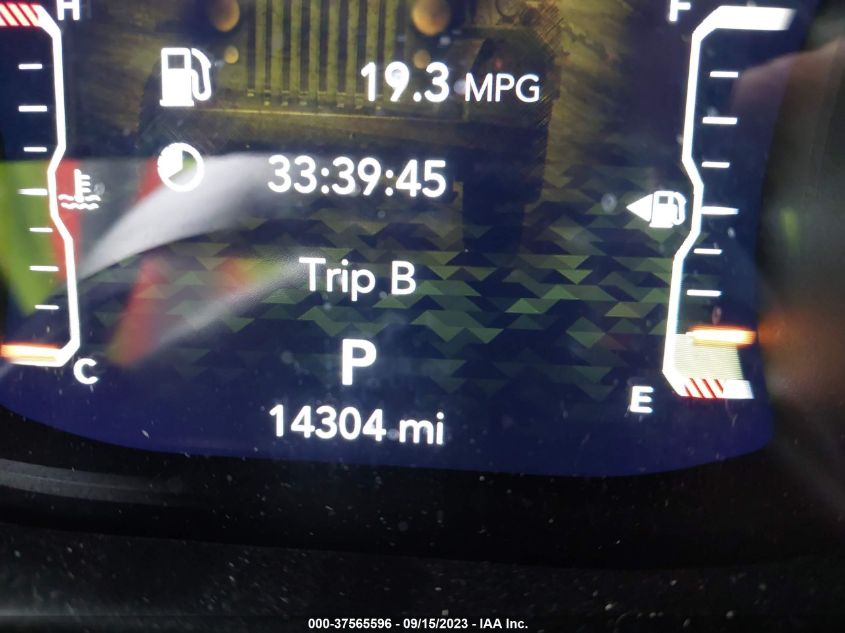 H F
19.3 MPG
33:39:45
Trip B
P
C E
14304 mi
000-37565596 - 09/15/2023 - IAA Inc.